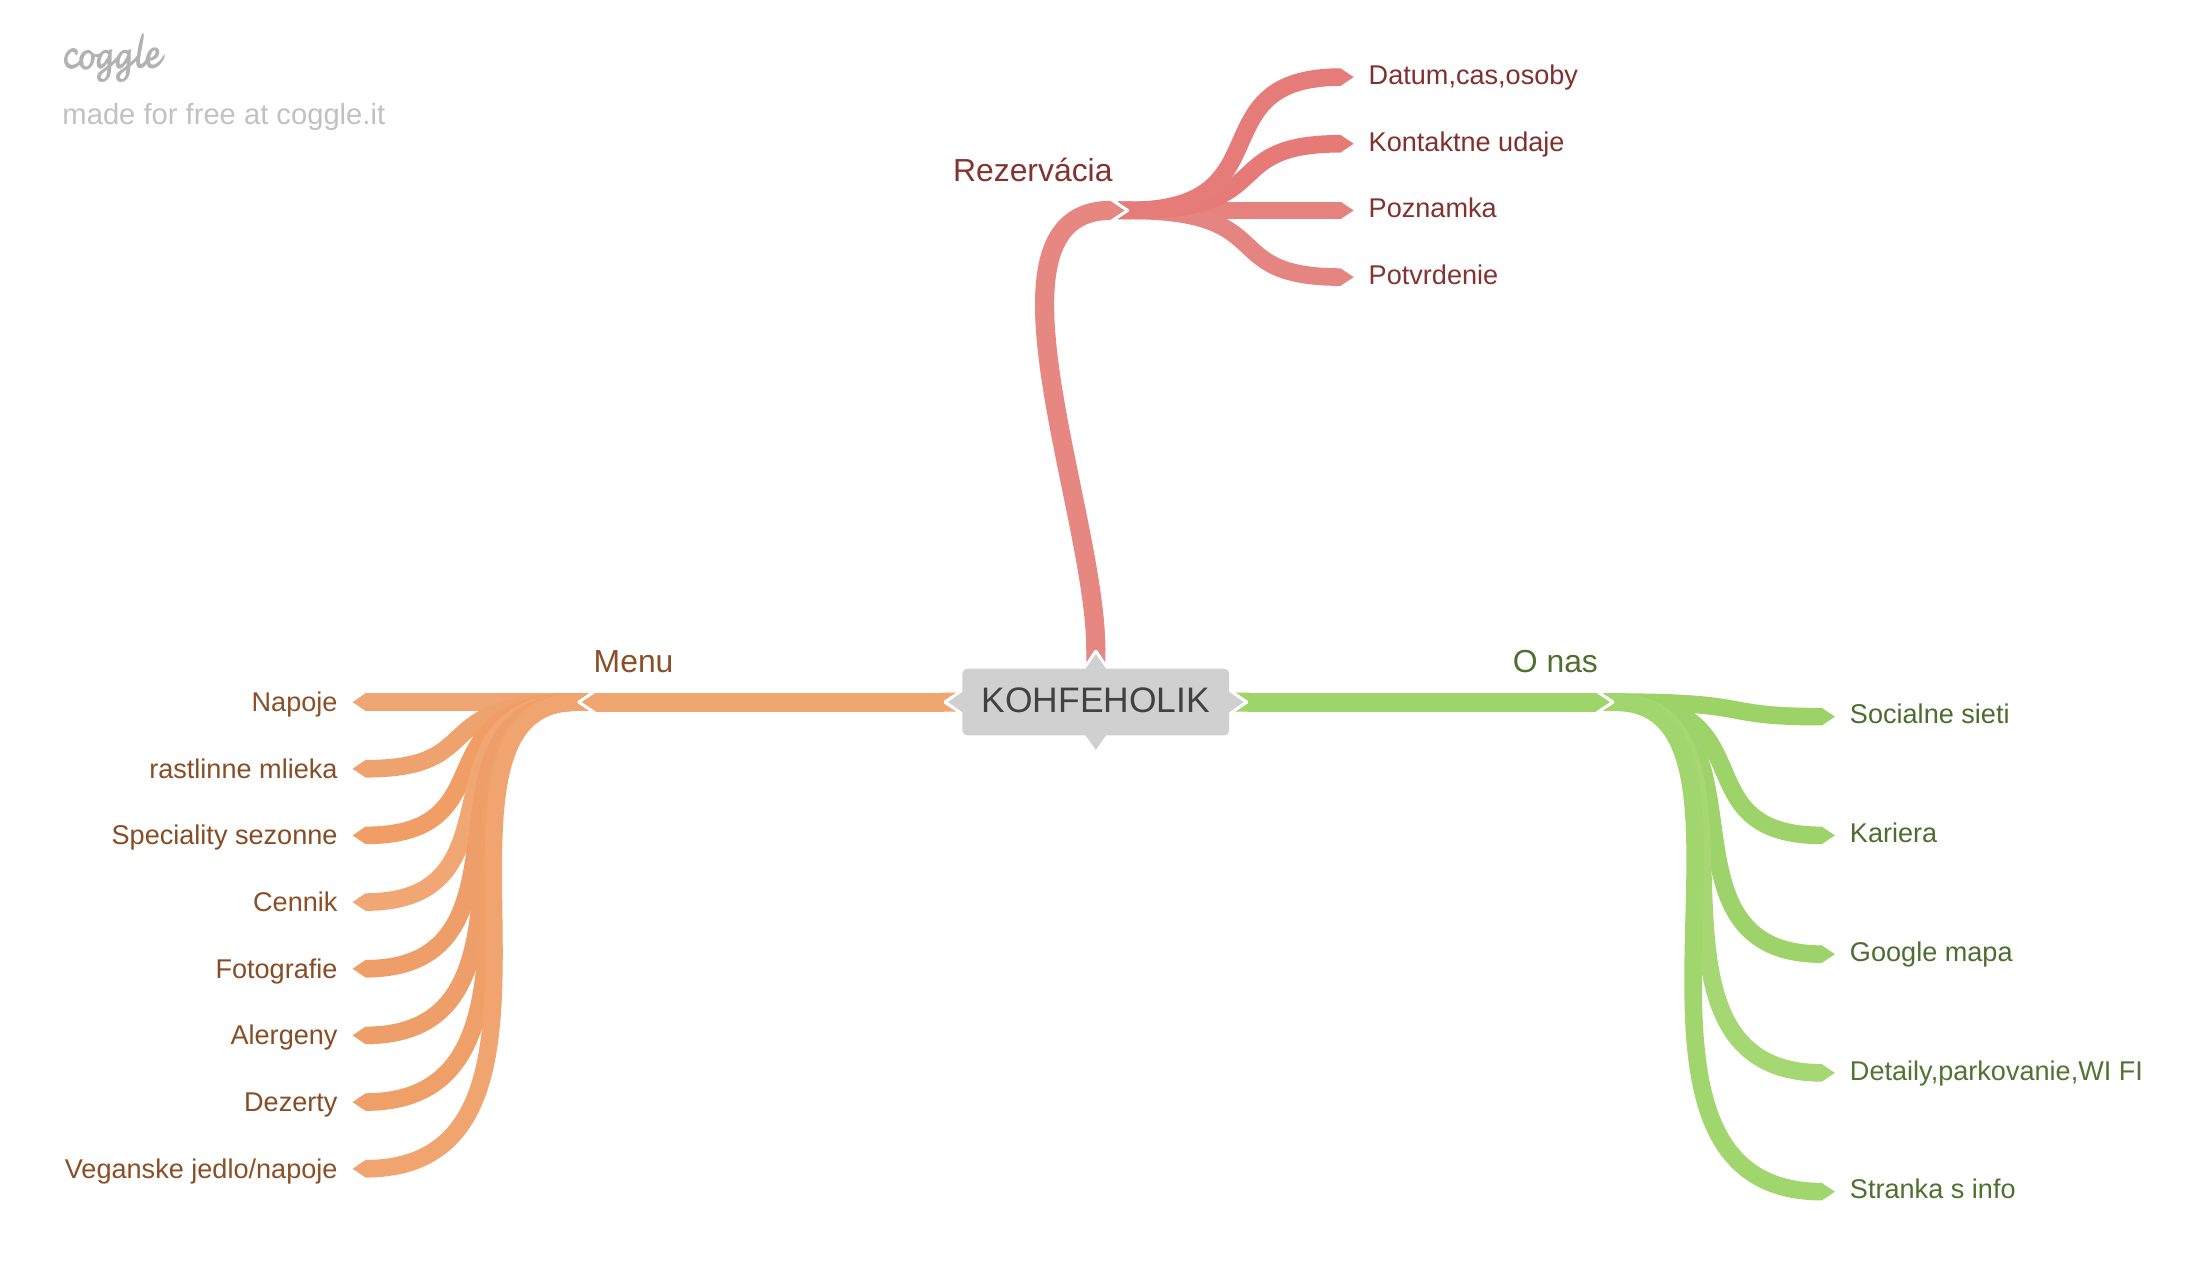 coggle
made for free at coggle.it
Rezervácia
Datum,cas,osoby
Kontaktne udaje
Poznamka
Potvrdenie
KOHFEHOLIK
Menu
Napoje
rastlinne mlieka
Speciality sezonne
Cennik
Fotografie
Alergeny
Dezerty
Veganske jedlo/napoje
O nas
Socialne sieti
Kariera
Google mapa
Detaily,parkovanie,WI FI
Stranka s info